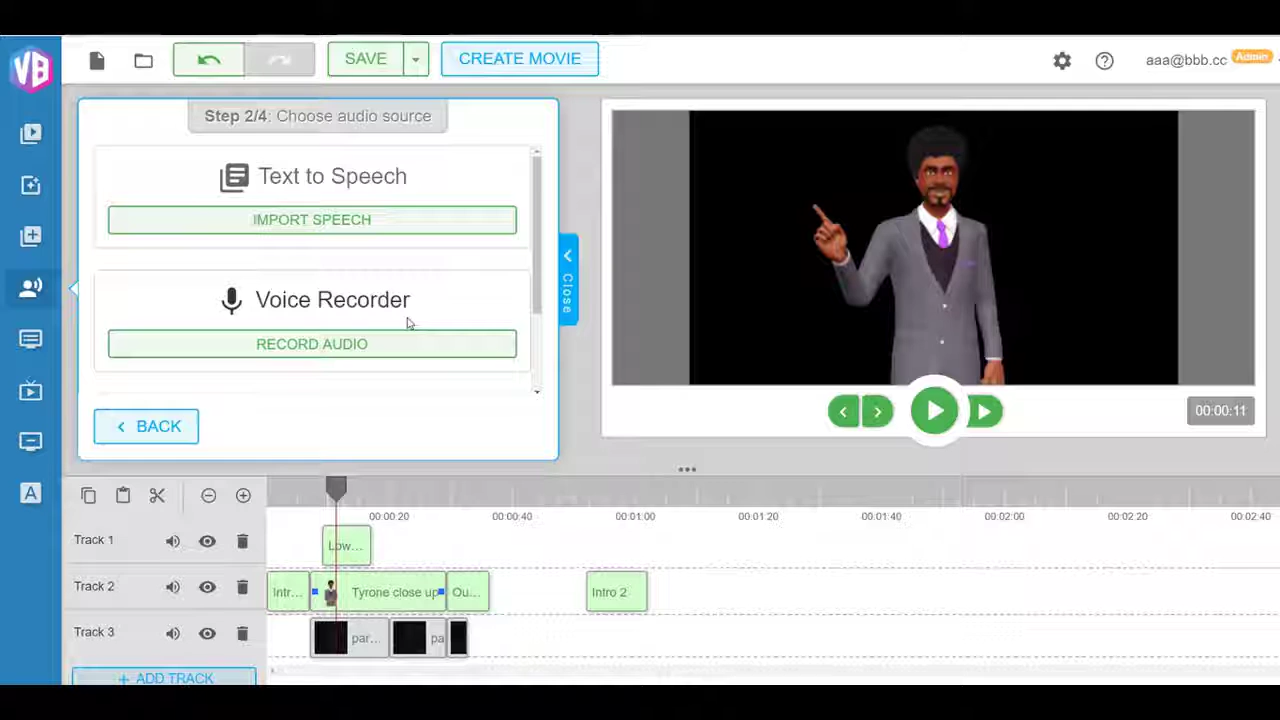 VB
SAVE
CREATE MOVIE
aaa@bbb.cc
Admin
Step 2/4: Choose audio source
Text to Speech
IMPORT SPEECH
Voice Recorder
RECORD AUDIO
BACK
Close
00:00:11
00:00:20 00:00:40 00:01:00 00:01:20 00:01:40 00:02:00 00:02:20 00:02:40
Track 1
Low...
Track 2
Intr... Tyrone close up Ou... Intro 2
Track 3
par... pa
+ ADD TRACK
A